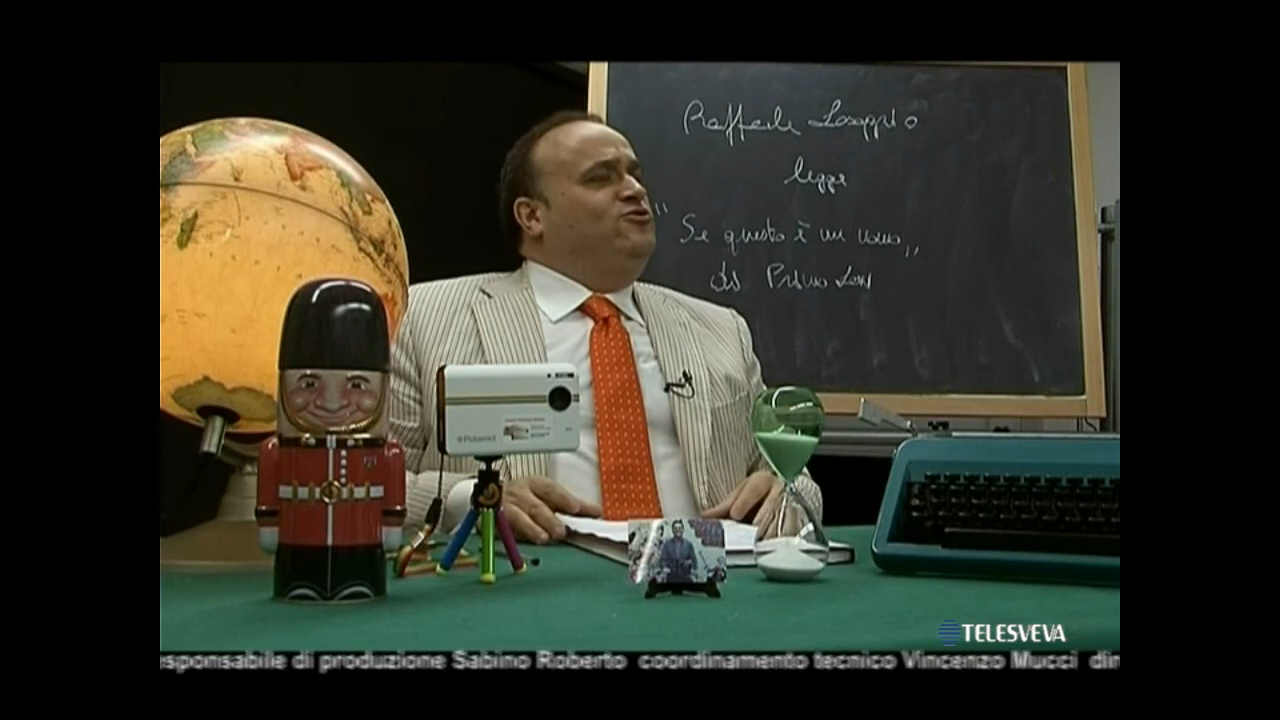 Raffaele Losappio
legge
"Se questo è un uomo"
di Primo Levi
Polaroid
TELESVEVA
sponsabile di produzione Sabino Roberto coordinamento tecnico Vincenzo Mucci dir